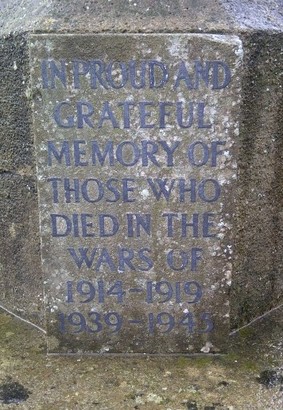 IN PROUD AND
GRATEFUL
MEMORY OF
THOSE WHO
DIED IN THE
WARS OF
1914-1919
1939-1945